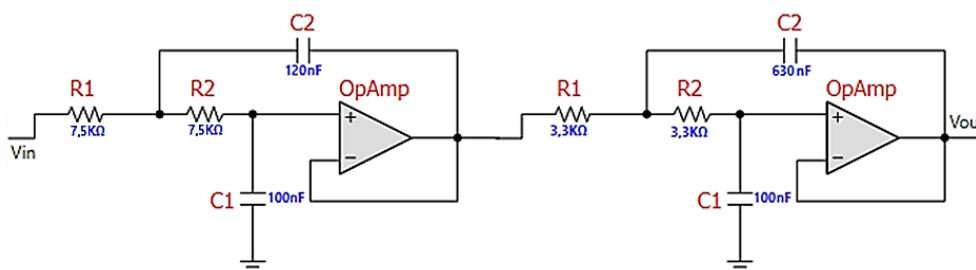 C2
120nF
C2
630nF
R1
7,5KΩ
R2
7,5KΩ
OpAmp
R1
3,3KΩ
R2
3,3KΩ
OpAmp
+
+
Vin
Vou
−
−
C1
100nF
C1
100nF